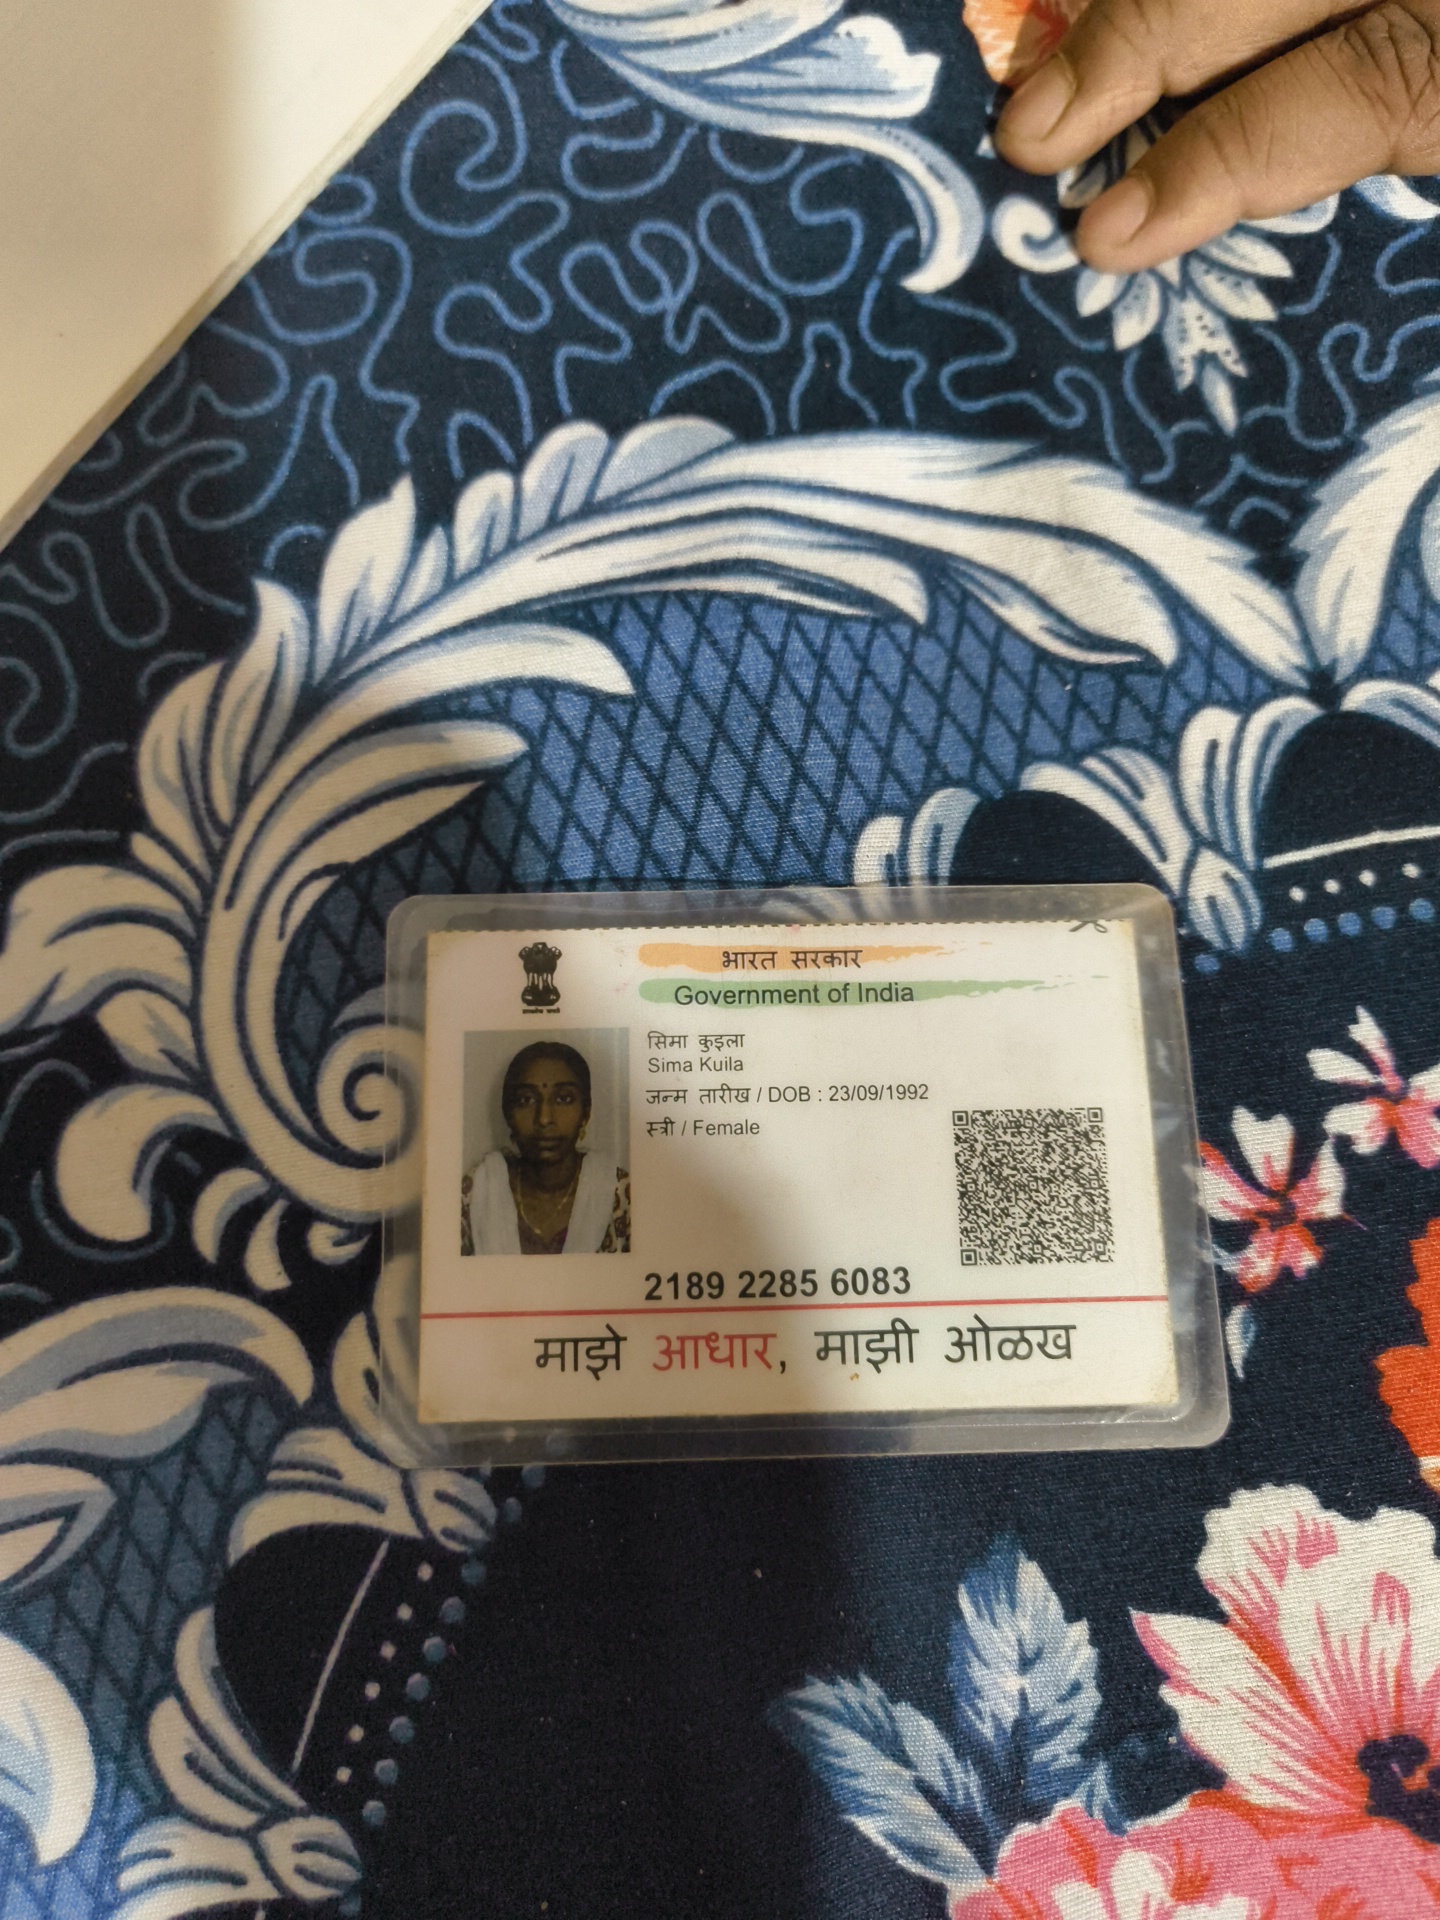 भारत सरकार
Government of India
सिमा कुइला
Sima Kuila
जन्म तारीख / DOB : 23/09/1992
स्त्री / Female
2189 2285 6083
माझे आधार, माझी ओळख